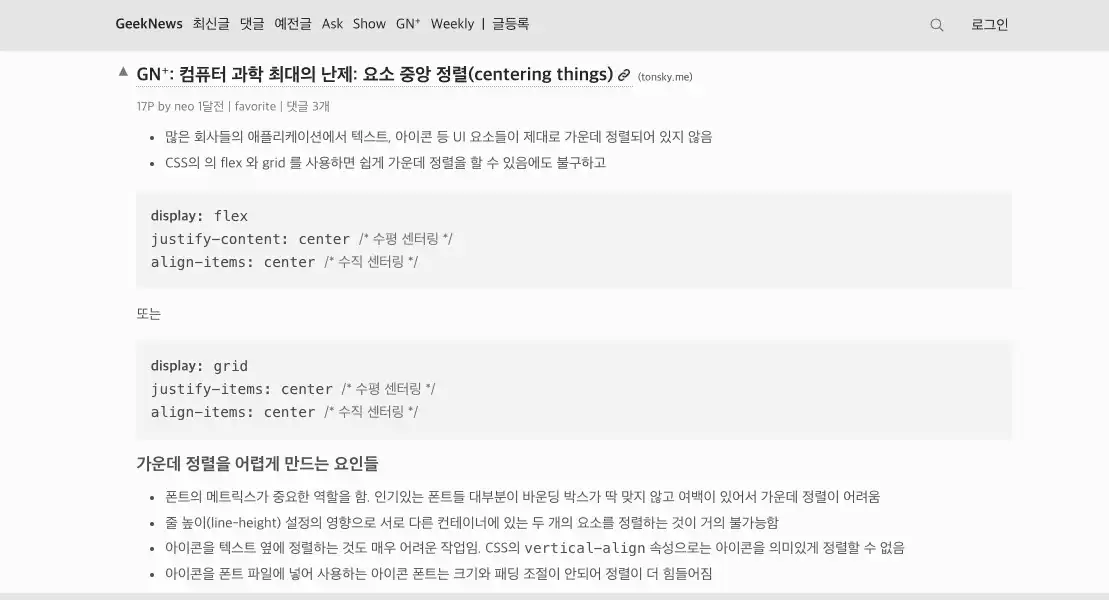 GeekNews 최신글 댓글 예전글 Ask Show GN⁺ Weekly | 글등록 로그인
▲ GN⁺: 컴퓨터 과학 최대의 난제: 요소 중앙 정렬(centering things) (tonsky.me)
17P by neo 1달전 | favorite | 댓글 3개
• 많은 회사들의 애플리케이션에서 텍스트, 아이콘 등 UI 요소들이 제대로 가운데 정렬되어 있지 않음
• CSS의 의 flex 와 grid 를 사용하면 쉽게 가운데 정렬을 할 수 있음에도 불구하고
display: flex
justify-content: center /* 수평 센터링 */
align-items: center /* 수직 센터링 */
또는
display: grid
justify-items: center /* 수평 센터링 */
align-items: center /* 수직 센터링 */
가운데 정렬을 어렵게 만드는 요인들
• 폰트의 메트릭스가 중요한 역할을 함. 인기있는 폰트들 대부분이 바운딩 박스가 딱 맞지 않고 여백이 있어서 가운데 정렬이 어려움
• 줄 높이(line-height) 설정의 영향으로 서로 다른 컨테이너에 있는 두 개의 요소를 정렬하는 것이 거의 불가능함
• 아이콘을 텍스트 옆에 정렬하는 것도 매우 어려운 작업임. CSS의 vertical-align 속성으로는 아이콘을 의미있게 정렬할 수 없음
• 아이콘을 폰트 파일에 넣어 사용하는 아이콘 폰트는 크기와 패딩 조절이 안되어 정렬이 더 힘들어짐